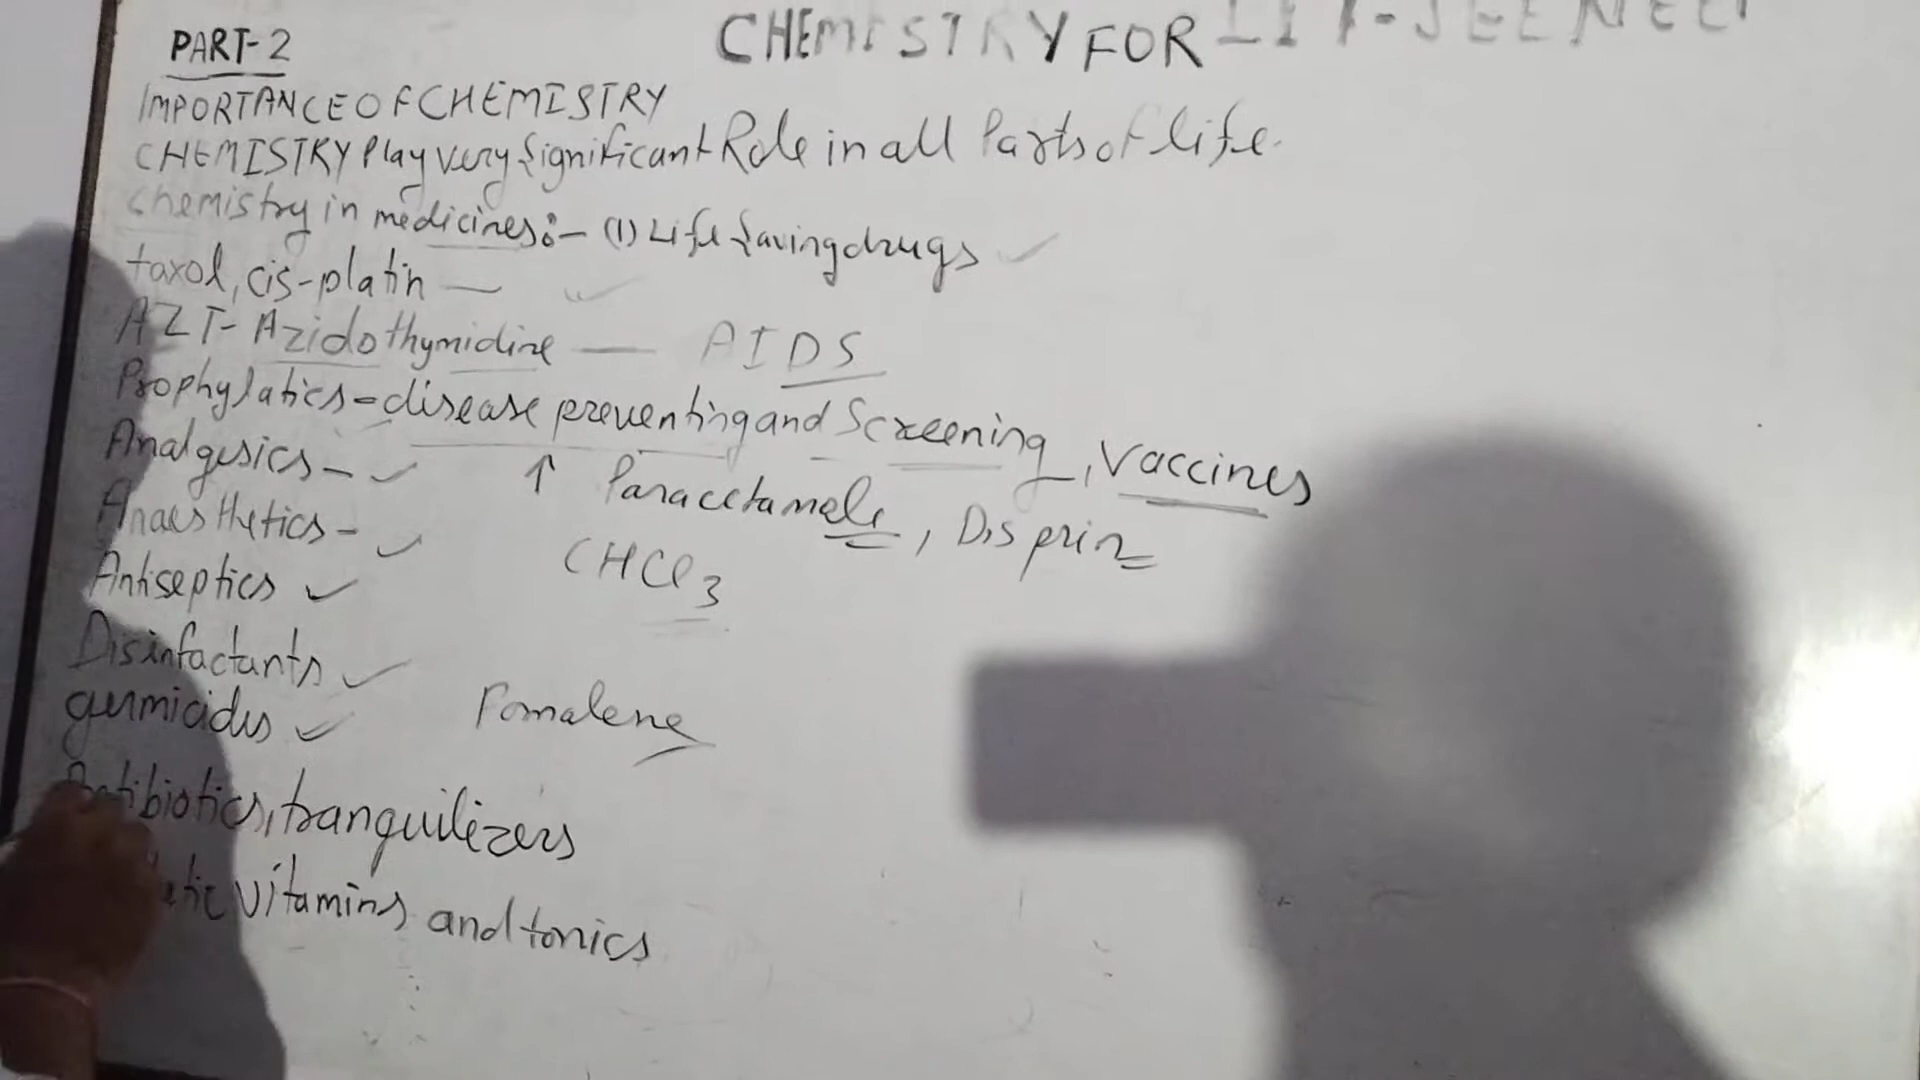 CHEMISTRY FOR IIT-JEE NEET
PART-2
IMPORTANCE OF CHEMISTRY
CHEMISTRY Play very Significant Role in all Parts of life.
chemistry in medicines:- (1) Life Saving drugs
taxol, cis-platin —
AZT- Azidothymidine — AIDS
Prophylatics - disease preventing and Screening, Vaccines
Analgesics - ✓ ↑ Paracetamole, Disprin
Anaesthetics - ✓ CHCl3
Antiseptics ✓
Disinfactants ✓
germicides ✓ Fomalene
Antibiotics, tranquilizers
vitamins and tonics